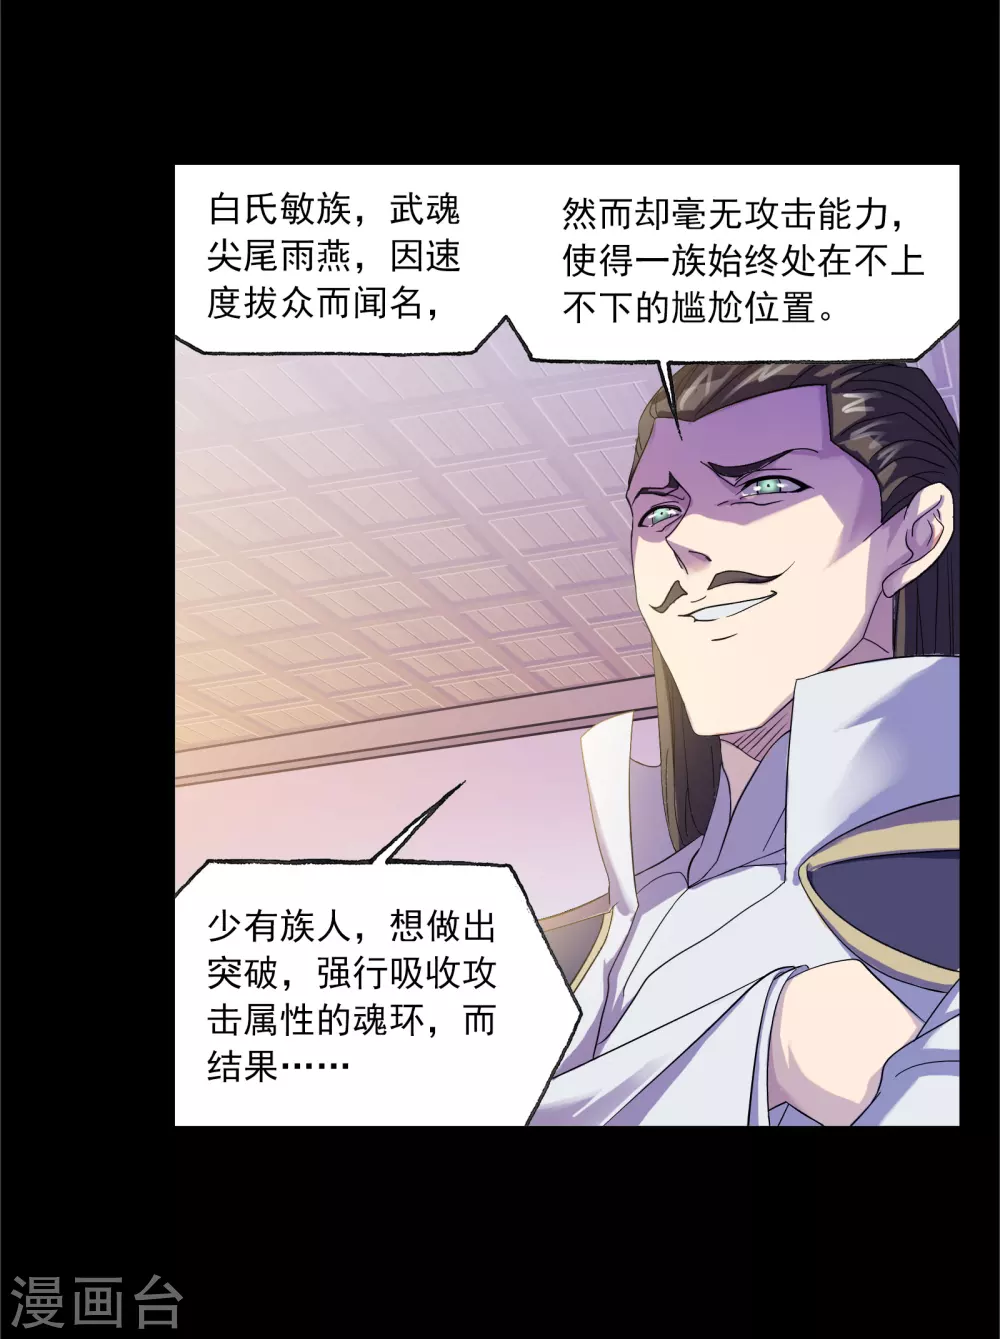 白氏敏族，武魂
尖尾雨燕，因速
度拔众而闻名，
然而却毫无攻击能力，
使得一族始终处在不上
不下的尴尬位置。
少有族人，想做出
突破，强行吸收攻
击属性的魂环，而
结果……
漫画台